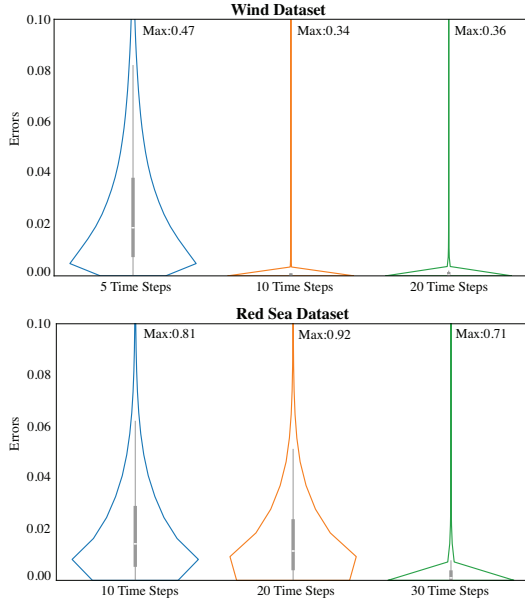 Wind Dataset
Max:0.47 Max:0.34 Max:0.36
0.10
0.08
0.06
0.04
0.02
0.00
Errors
5 Time Steps 10 Time Steps 20 Time Steps
Red Sea Dataset
Max:0.81 Max:0.92 Max:0.71
0.10
0.08
0.06
0.04
0.02
0.00
Errors
10 Time Steps 20 Time Steps 30 Time Steps